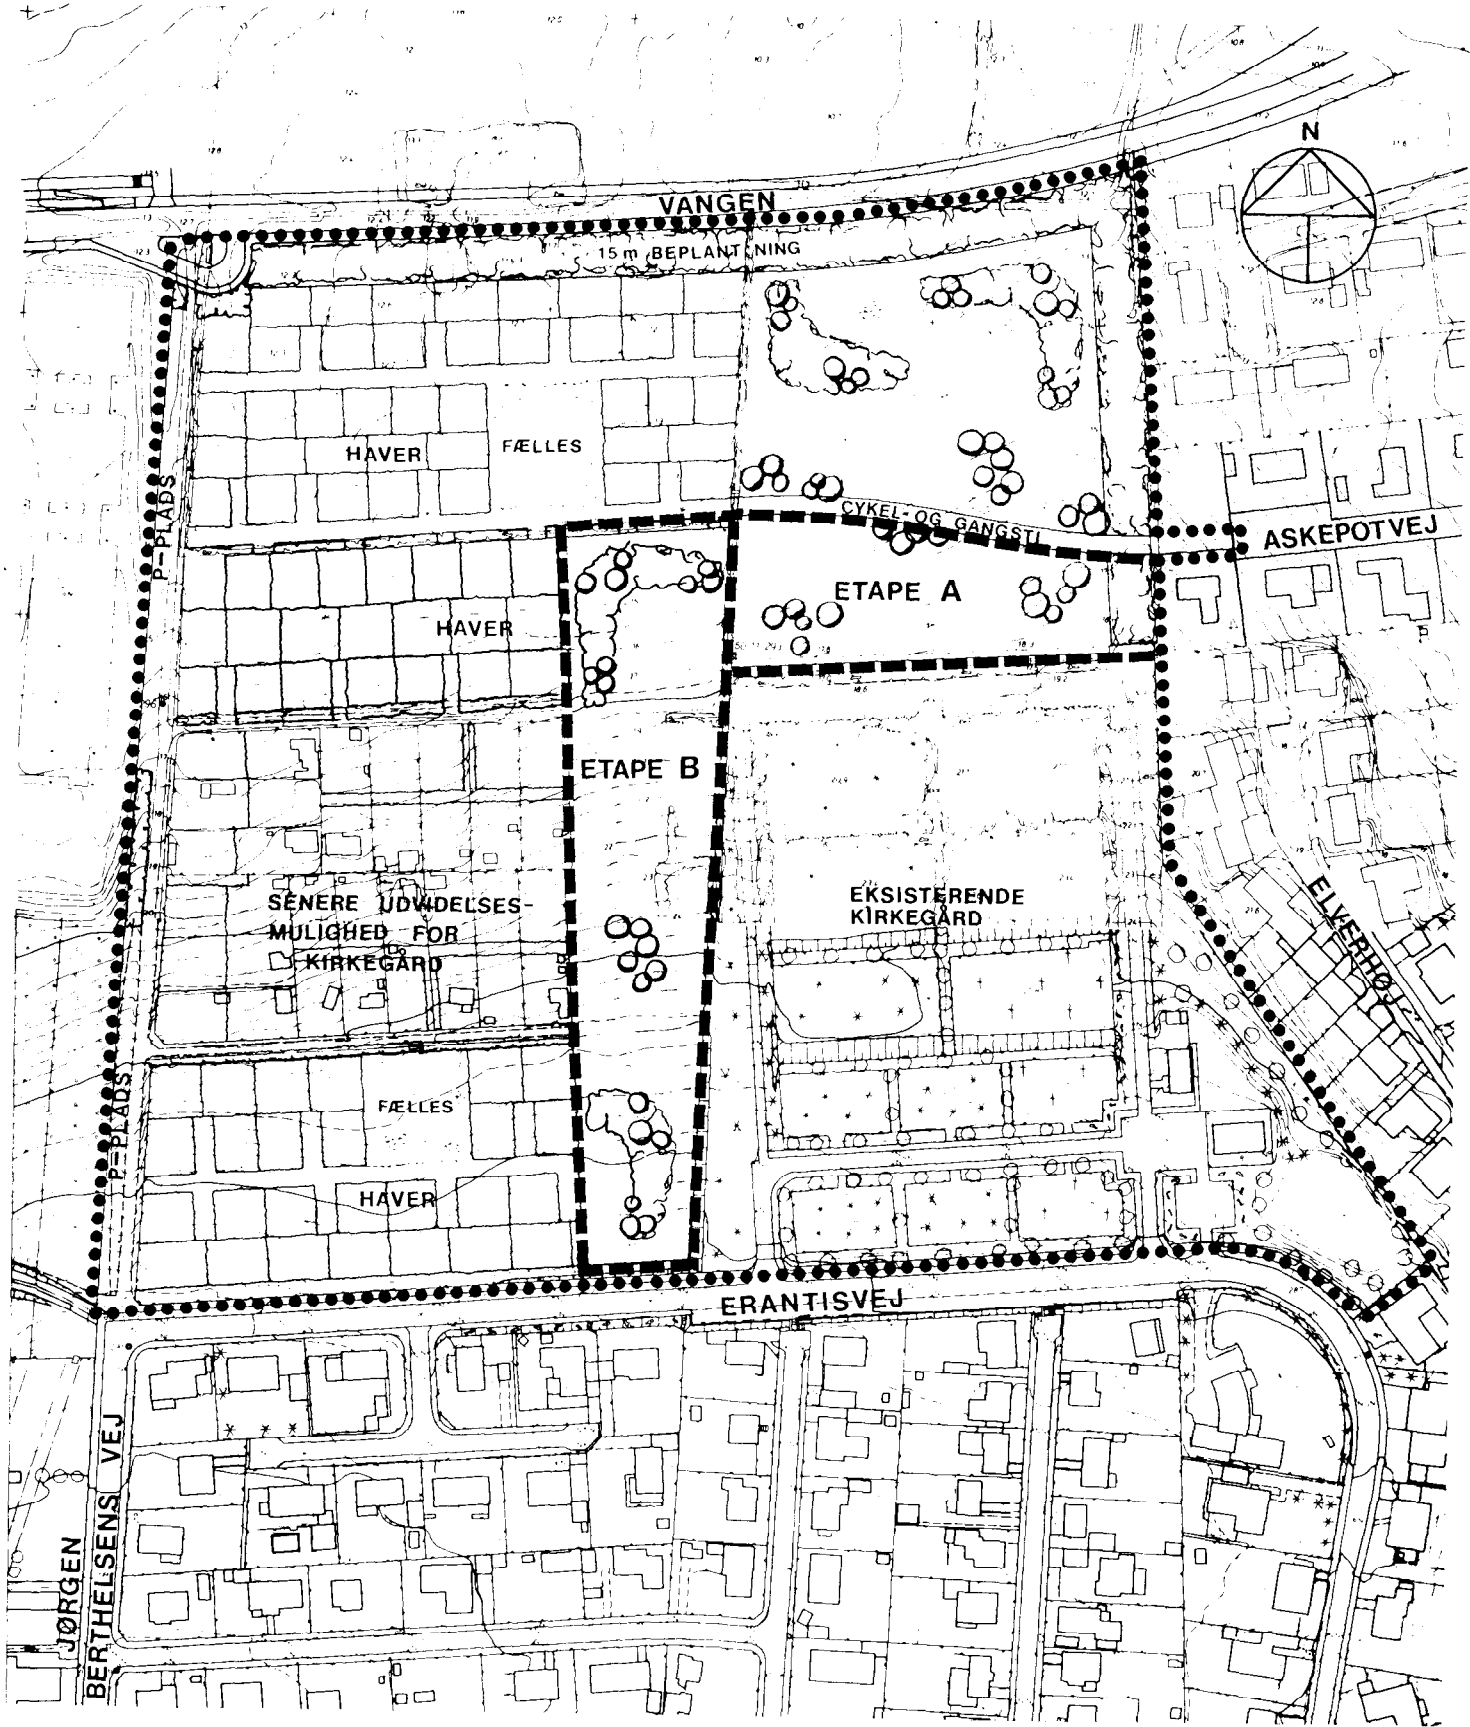 N
VANGEN
15 m BEPLANTNING
HAVER
FÆLLES
P-PLADS
CYKEL- OG GANGSTI
ASKEPOTVEJ
ETAPE A
HAVER
ETAPE B
SENERE UDVIDELSES-
MULIGHED FOR
KIRKEGÅRD
EKSISTERENDE
KIRKEGÅRD
ELVERHØJ
P-PLADS
FÆLLES
HAVER
ERANTISVEJ
JØRGEN
BERTHELSENS VEJ